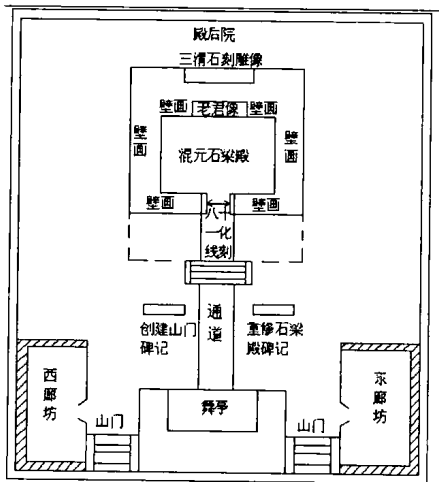 殿后院
三清石刻雕像
壁画
老君像
壁画
壁画
壁画
混元石梁殿
壁画
壁画
八十
一化
线刻
通道
创建山门
碑记
重修石梁
殿碑记
西廊坊
东廊坊
舞亭
山门
山门